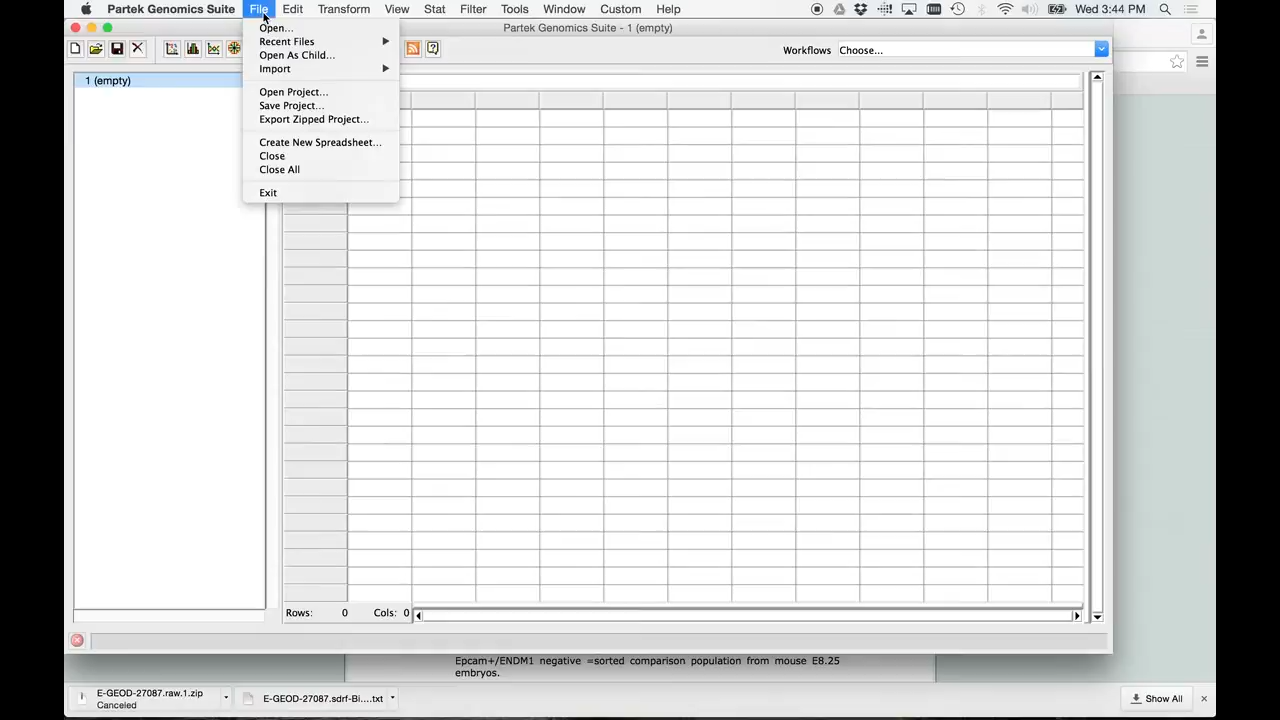 Partek Genomics Suite File Edit Transform View Stat Filter Tools Window Custom Help Wed 3:44 PM
Partek Genomics Suite - 1 (empty)
Open...
Recent Files
Open As Child...
Import
Open Project...
Save Project...
Export Zipped Project...
Create New Spreadsheet...
Close
Close All
Exit
Workflows Choose...
1 (empty)
Rows: 0 Cols: 0
Epcam+/ENDM1 negative =sorted comparison population from mouse E8.25
embryos.
E-GEOD-27087.raw.1.zip
Canceled
E-GEOD-27087.sdrf-Bi....txt
Show All